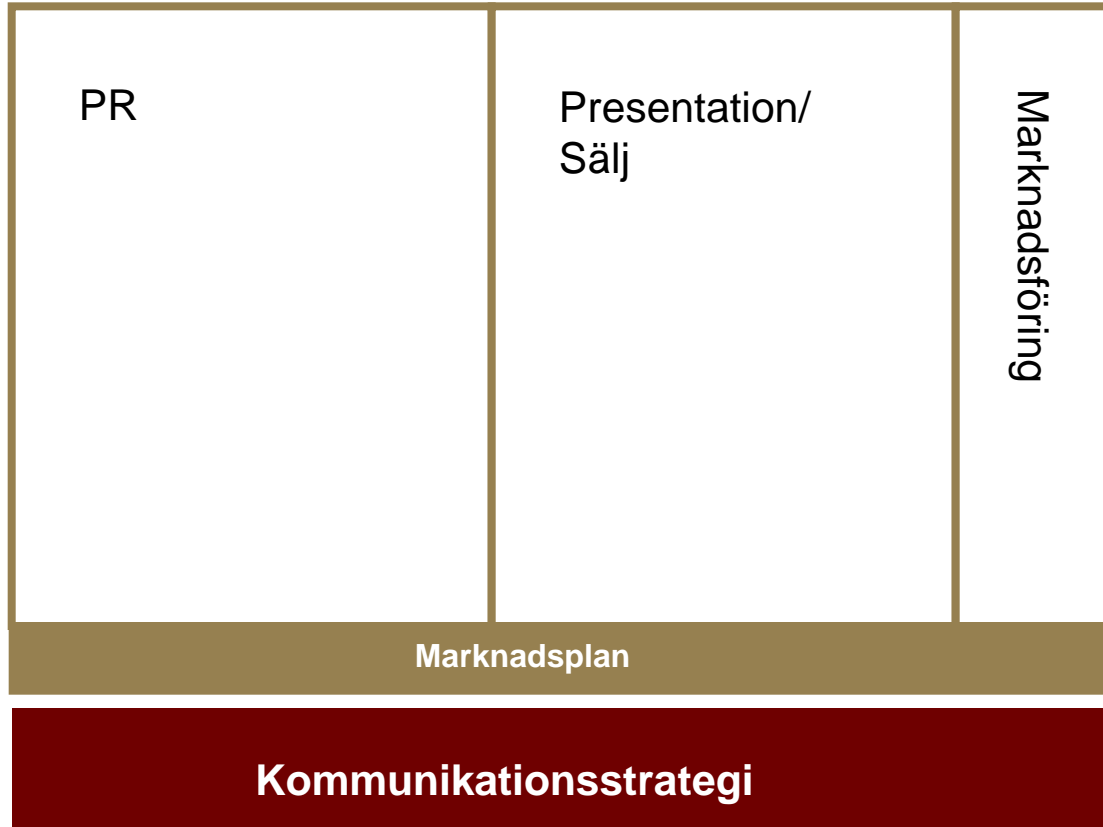 PR
Presentation/
Sälj
Marknadsföring
Marknadsplan
Kommunikationsstrategi